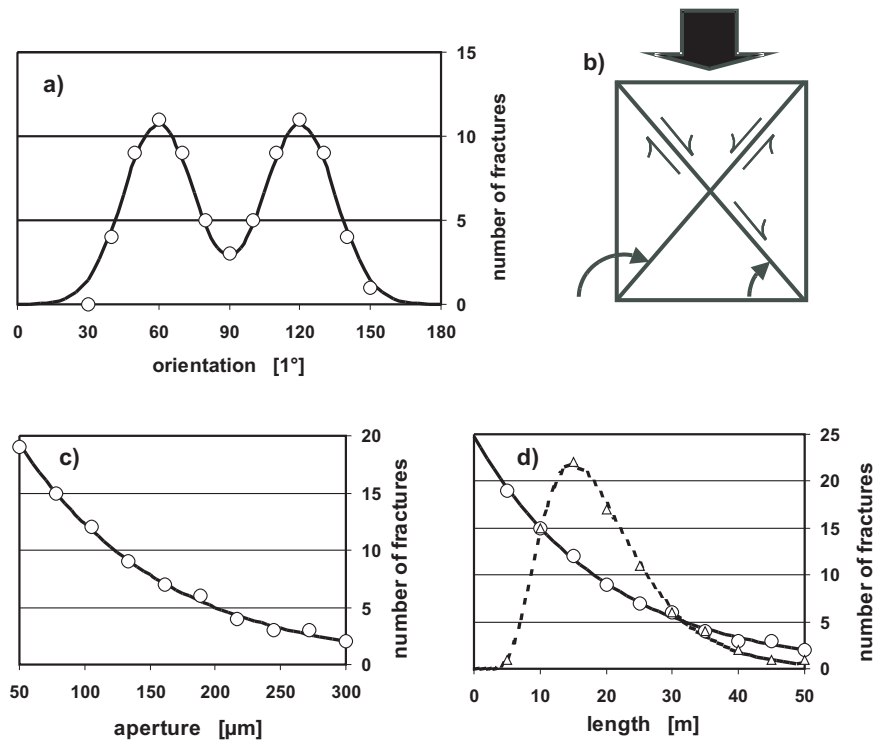 a)
15
10
5
0
number of fractures
0 30 60 90 120 150 180
orientation [1°]
b)
c)
20
15
10
5
0
number of fractures
50 100 150 200 250 300
aperture [µm]
d)
25
20
15
10
5
0
number of fractures
0 10 20 30 40 50
length [m]